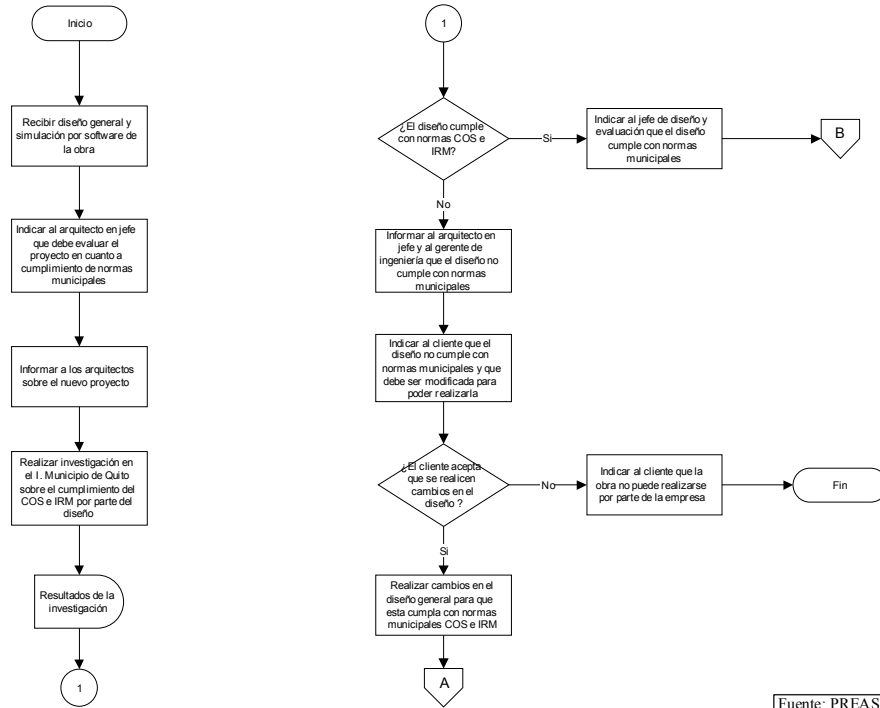 Inicio
Recibir diseño general y
simulación por software de
la obra
Indicar al arquitecto en jefe
que debe evaluar el
proyecto en cuanto a
cumplimiento de normas
municipales
Informar a los arquitectos
sobre el nuevo proyecto
Realizar investigación en
el I. Municipio de Quito
sobre el cumplimiento del
COS e IRM por parte del
diseño
Resultados de la
investigación
1
1
¿El diseño cumple
con normas COS e
IRM?
Si
Indicar al jefe de diseño y
evaluación que el diseño
cumple con normas
municipales
B
No
Informar al arquitecto en
jefe y al gerente de
ingeniería que el diseño no
cumple con normas
municipales
Indicar al cliente que el
diseño no cumple con
normas municipales y que
debe ser modificada para
poder realizarla
¿El cliente acepta
que se realicen
cambios en el
diseño ?
No
Indicar al cliente que la
obra no puede realizarse
por parte de la empresa
Fin
Si
Realizar cambios en el
diseño general para que
esta cumpla con normas
municipales COS e IRM
A
Fuente: PREAS